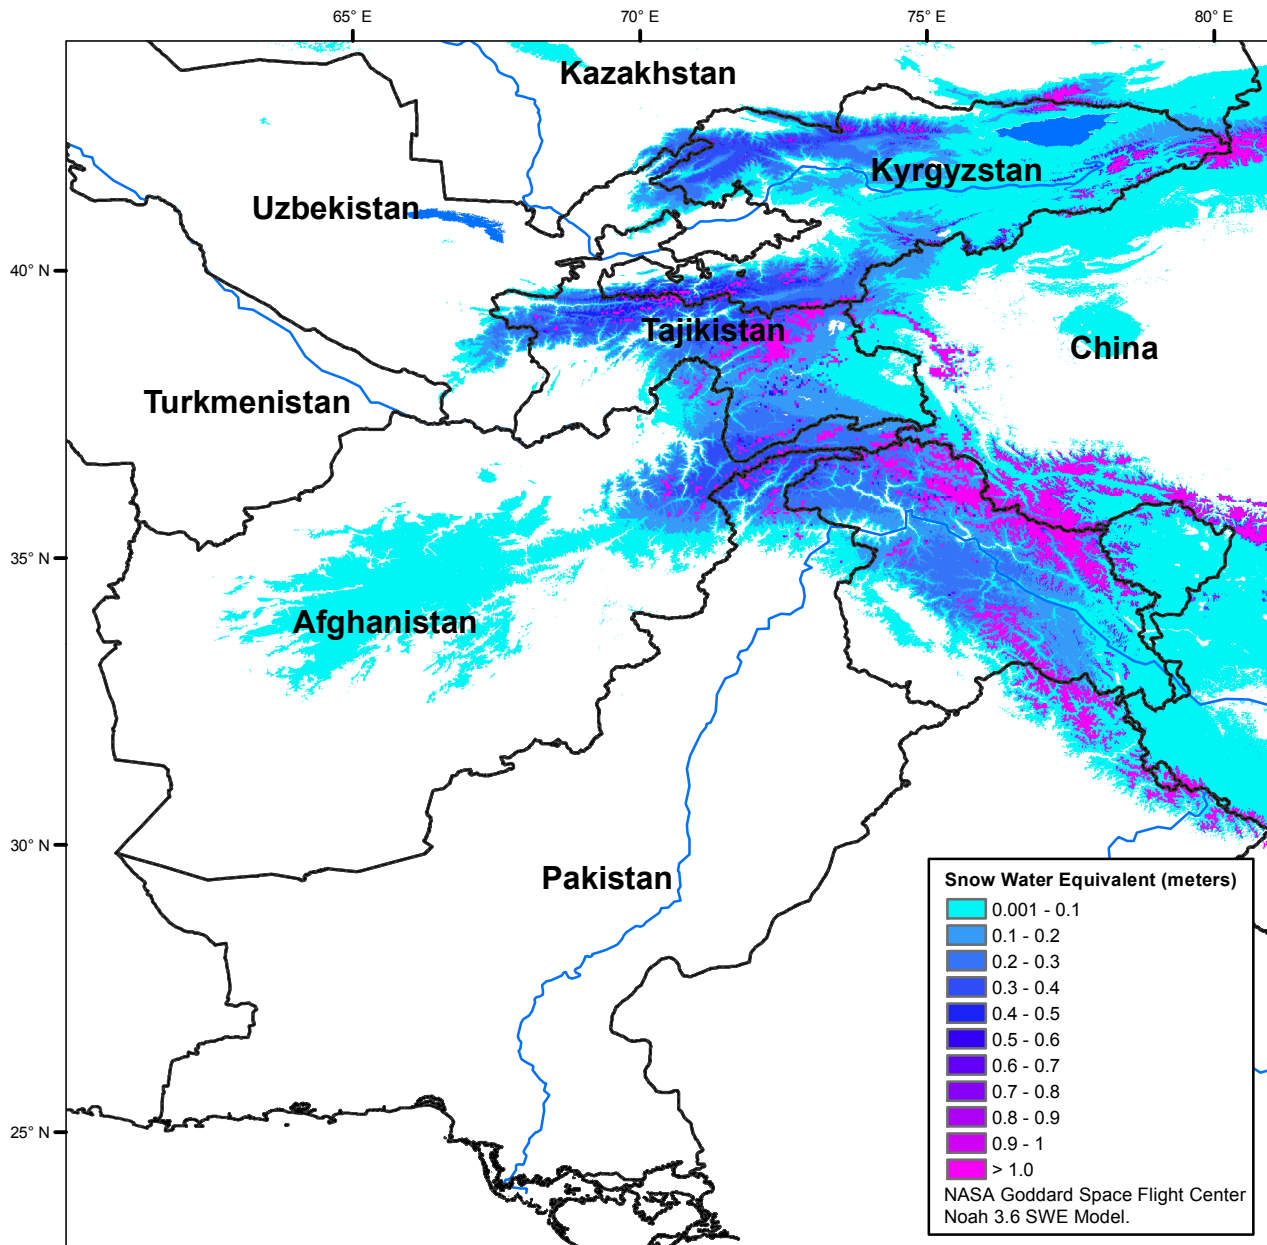 65° E
70° E
75° E
80° E
Kazakhstan
Kyrgyzstan
Uzbekistan
40° N
Tajikistan
China
Turkmenistan
35° N
Afghanistan
30° N
Pakistan
25° N
Snow Water Equivalent (meters)
0.001 - 0.1
0.1 - 0.2
0.2 - 0.3
0.3 - 0.4
0.4 - 0.5
0.5 - 0.6
0.6 - 0.7
0.7 - 0.8
0.8 - 0.9
0.9 - 1
> 1.0
NASA Goddard Space Flight Center
Noah 3.6 SWE Model.